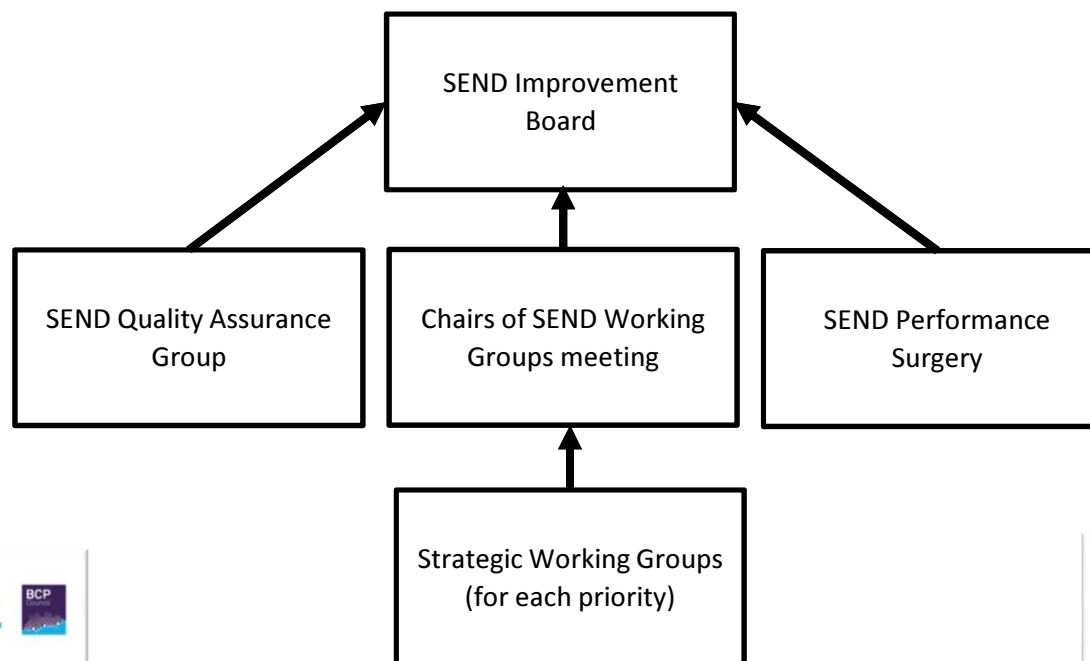 SEND Improvement
Board
SEND Quality Assurance
Group
Chairs of SEND Working
Groups meeting
SEND Performance
Surgery
Strategic Working Groups
(for each priority)
BCP
Council